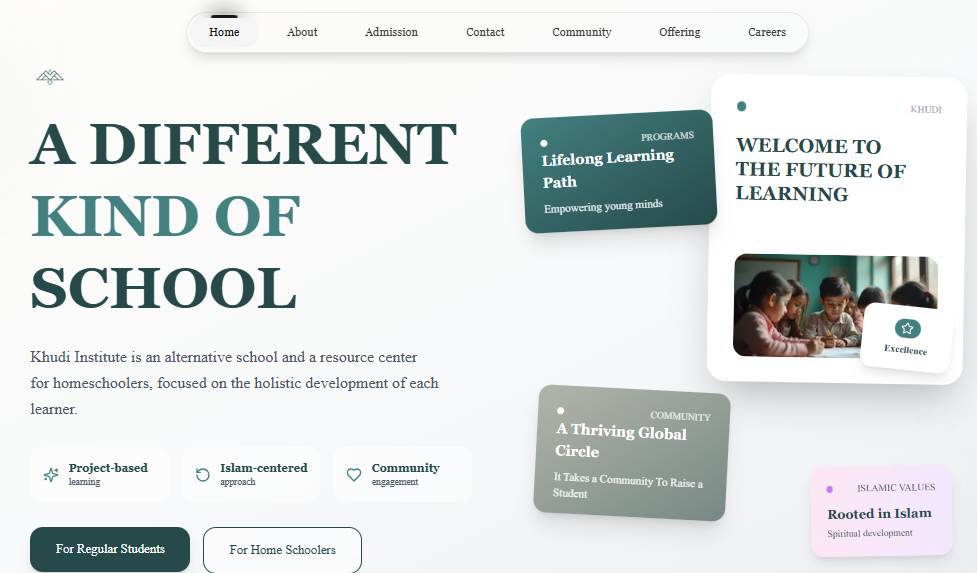 Home About Admission Contact Community Offering Careers
A DIFFERENT
KIND OF
SCHOOL
Khudi Institute is an alternative school and a resource center
for homeschoolers, focused on the holistic development of each
learner.
Project-based
learning
Islam-centered
approach
Community
engagement
For Regular Students
For Home Schoolers
PROGRAMS
Lifelong Learning
Path
Empowering young minds
KHUDI
WELCOME TO
THE FUTURE OF
LEARNING
Excellence
COMMUNITY
A Thriving Global
Circle
It Takes a Community To Raise a
Student
ISLAMIC VALUES
Rooted in Islam
Spiritual development